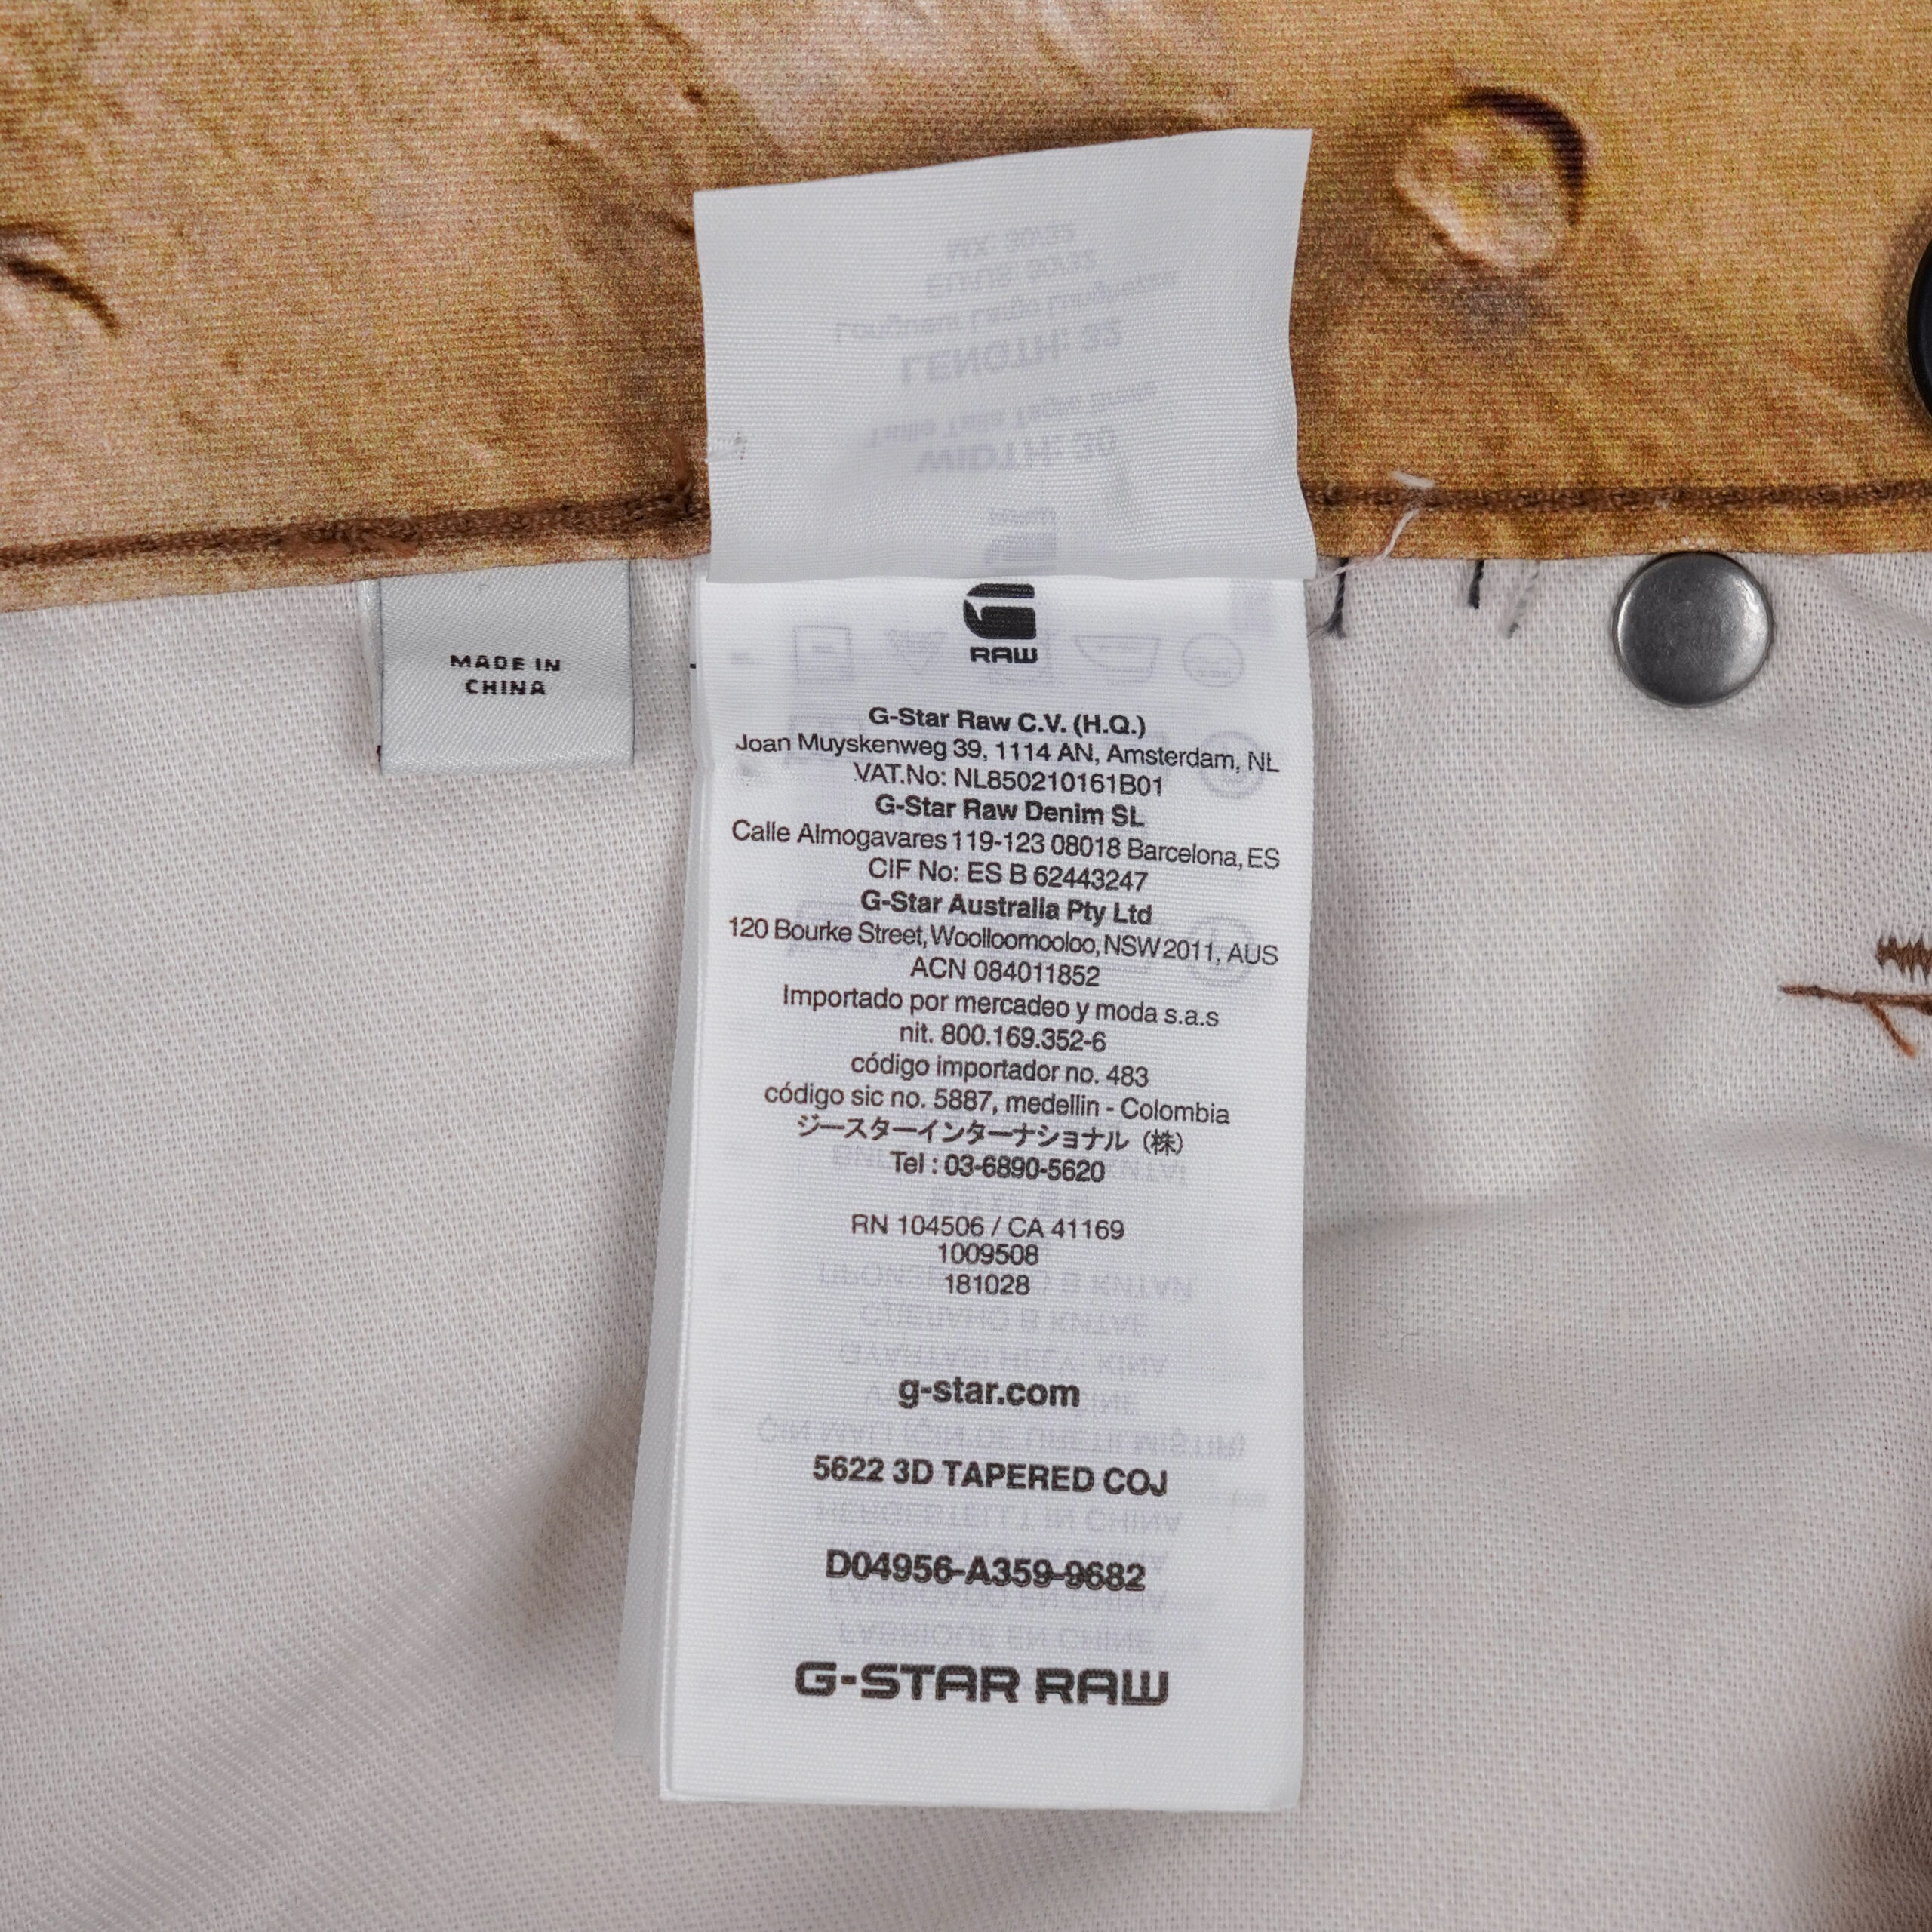 MADE IN
CHINA
RAW
G-Star Raw C.V. (H.Q.)
Joan Muyskenweg 39, 1114 AN, Amsterdam, NL
VAT.No: NL850210161B01
G-Star Raw Denim SL
Calle Almogavares 119-123 08018 Barcelona, ES
CIF No: ES B 62443247
G-Star Australia Pty Ltd
120 Bourke Street, Woolloomooloo, NSW 2011, AUS
ACN 084011852
Importado por mercadeo y moda s.a.s
nit. 800.169.352-6
código importador no. 483
código sic no. 5887, medellin - Colombia
ジースターインターナショナル（株）
Tel : 03-6890-5620
RN 104506 / CA 41169
1009508
181028
g-star.com
5622 3D TAPERED COJ
D04956-A359-9682
G-STAR RAW